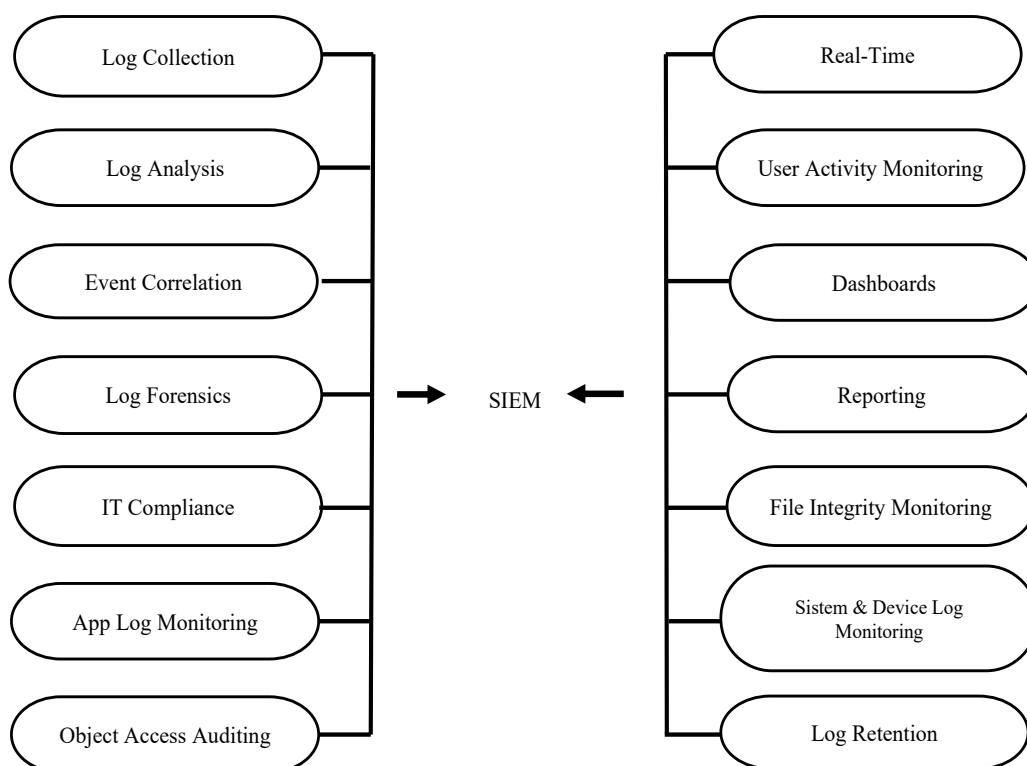 Log Collection
Log Analysis
Event Correlation
Log Forensics
IT Compliance
App Log Monitoring
Object Access Auditing
SIEM
Real-Time
User Activity Monitoring
Dashboards
Reporting
File Integrity Monitoring
Sistem & Device Log
Monitoring
Log Retention